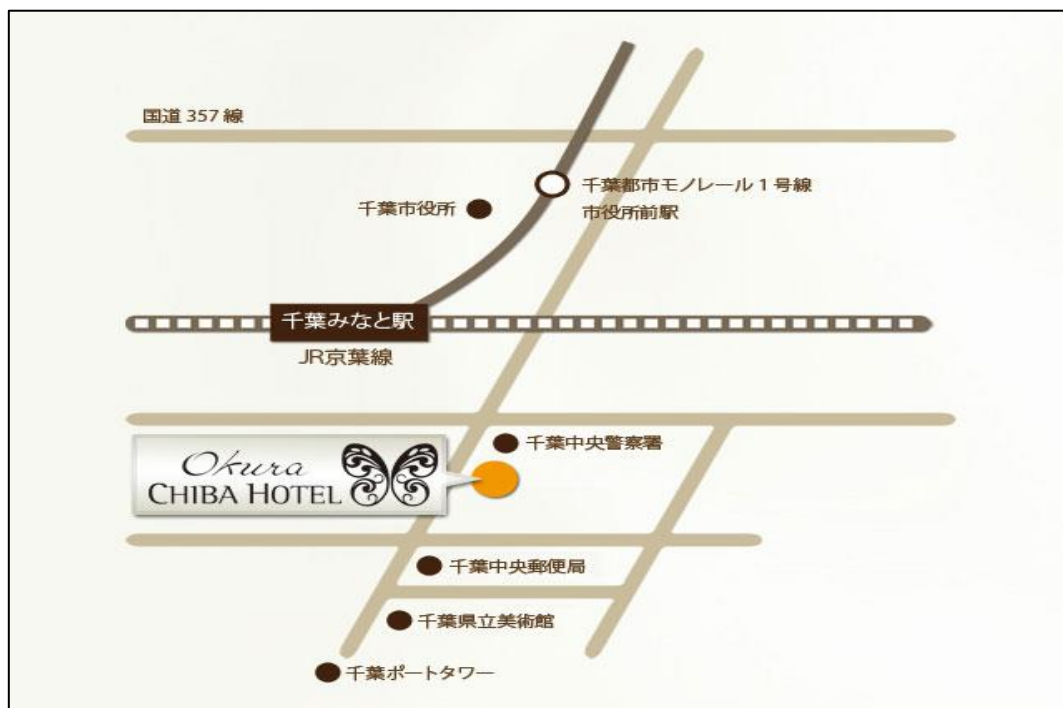 国道 357 線
千葉都市モノレール 1 号線
市役所前駅
千葉市役所
千葉みなと駅
JR京葉線
千葉中央警察署
Okura
CHIBA HOTEL
千葉中央郵便局
千葉県立美術館
千葉ポートタワー